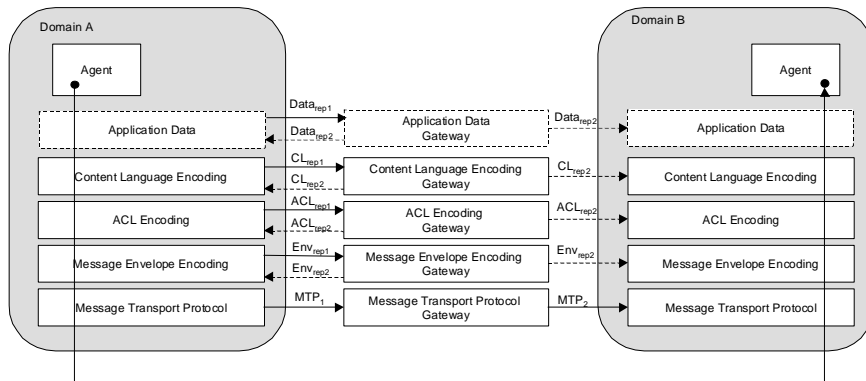 Domain A
Domain B
Agent
Agent
Data_rep1
Application Data
Data_rep2
Application Data
Gateway
Data_rep2
Application Data
CL_rep1
Content Language Encoding
CL_rep2
Content Language Encoding
Gateway
CL_rep2
Content Language Encoding
ACL_rep1
ACL Encoding
ACL_rep2
ACL Encoding
Gateway
ACL_rep2
ACL Encoding
Env_rep1
Message Envelope Encoding
Env_rep2
Message Envelope Encoding
Gateway
Env_rep2
Message Envelope Encoding
Message Transport Protocol
MTP_1
Message Transport Protocol
Gateway
MTP_2
Message Transport Protocol